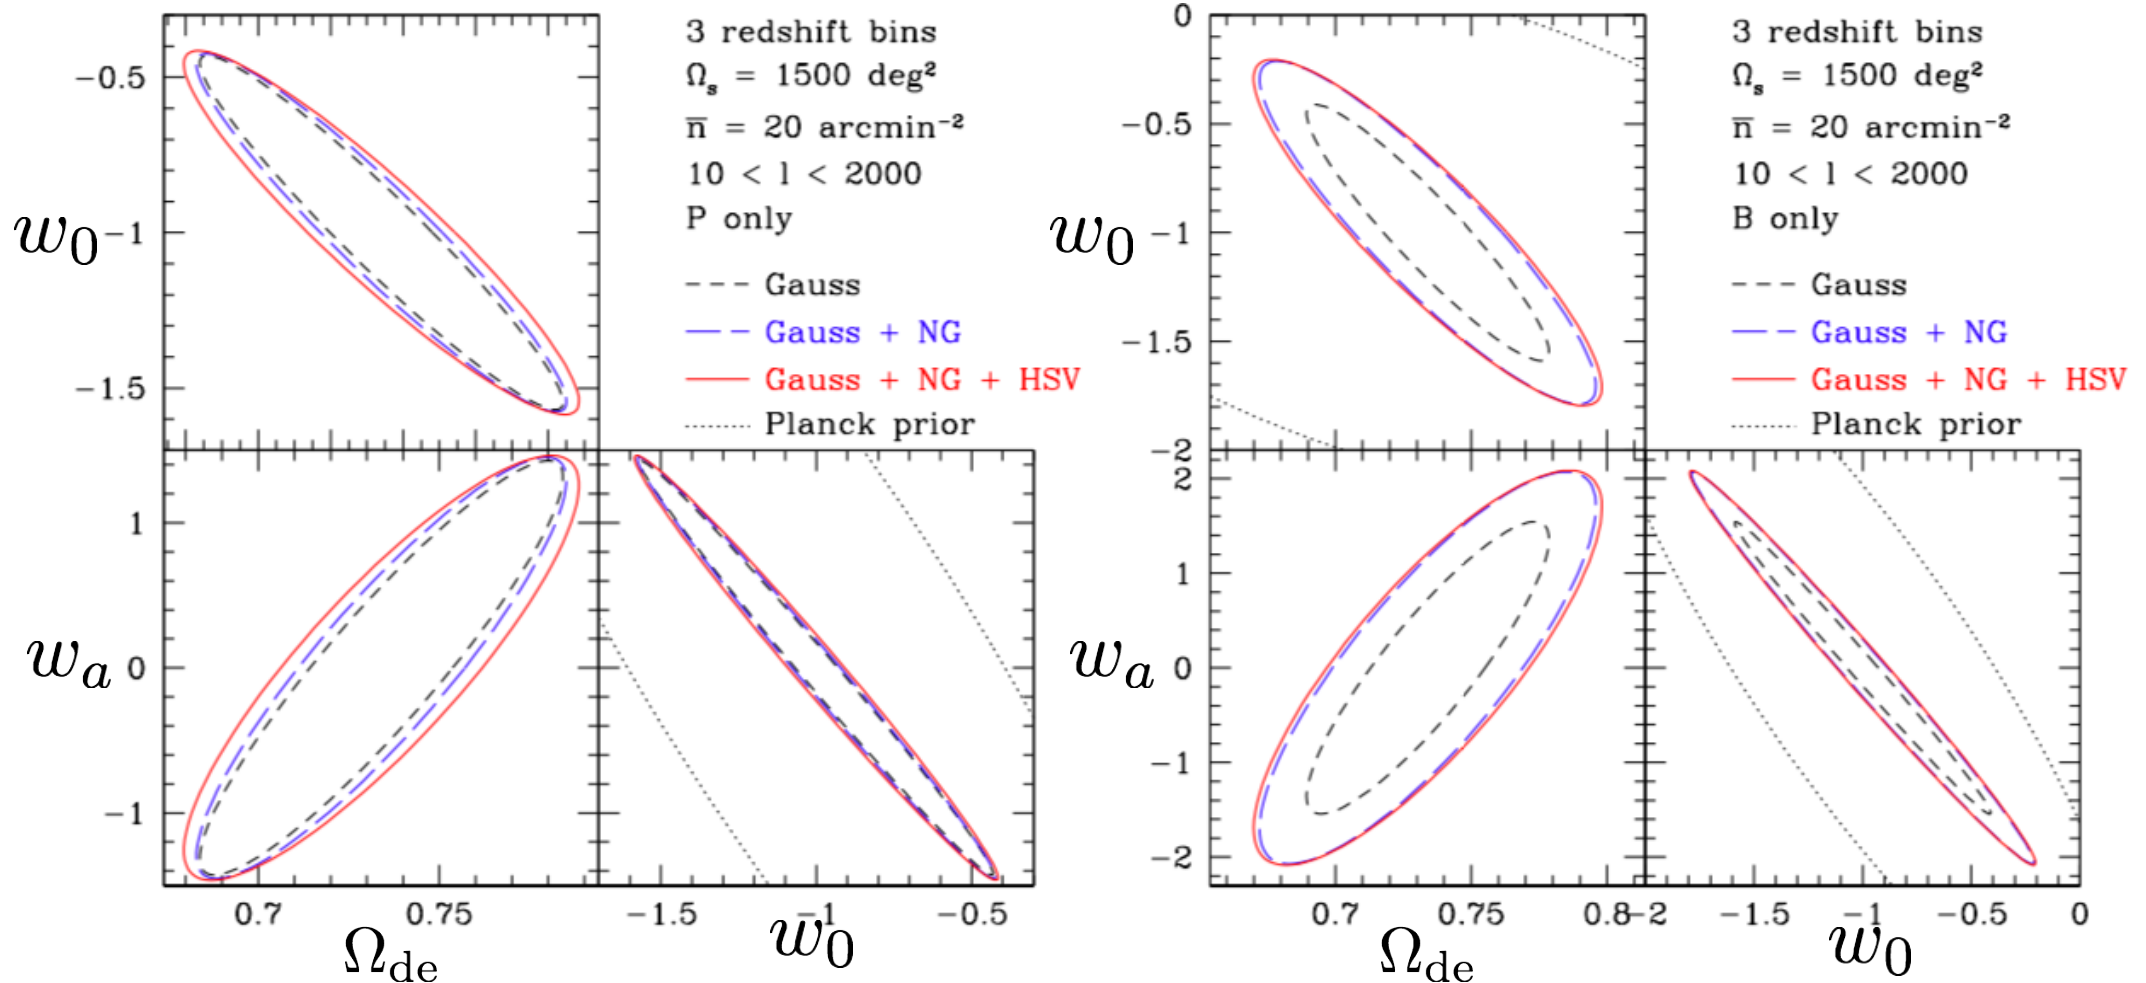 3 redshift bins
Ωₛ = 1500 deg²
n̅ = 20 arcmin⁻²
10 < l < 2000
P only
Gauss
Gauss + NG
Gauss + NG + HSV
Planck prior
w₀
−0.5
−1
−1.5
wₐ
1
0
−1
0.7
0.75
Ω_de
−1.5
−1
−0.5
w₀
3 redshift bins
Ωₛ = 1500 deg²
n̅ = 20 arcmin⁻²
10 < l < 2000
B only
Gauss
Gauss + NG
Gauss + NG + HSV
Planck prior
w₀
0
−0.5
−1
−1.5
−2
wₐ
2
1
0
−1
−2
0.7
0.75
0.8
Ω_de
−2
−1.5
−1
−0.5
0
w₀